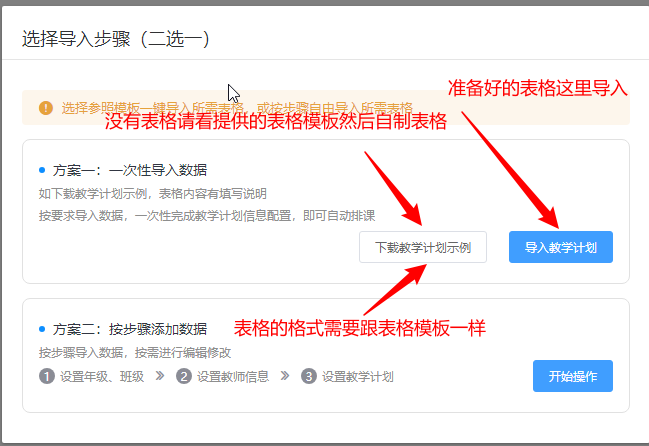 选择导入步骤（二选一）
准备好的表格这里导入
选择参照模板一键导入所需表格，或按步骤自由导入所需表格
没有表格请看提供的表格模板然后自制表格
方案一：一次性导入数据
如下载教学计划示例，表格内容有填写说明
按要求导入数据，一次性完成教学计划信息配置，即可自动排课
下载教学计划示例
导入教学计划
方案二：按步骤添加数据
表格的格式需要跟表格模板一样
按步骤导入数据，按需进行编辑修改
1 设置年级、班级 » 2 设置教师信息 » 3 设置教学计划
开始操作